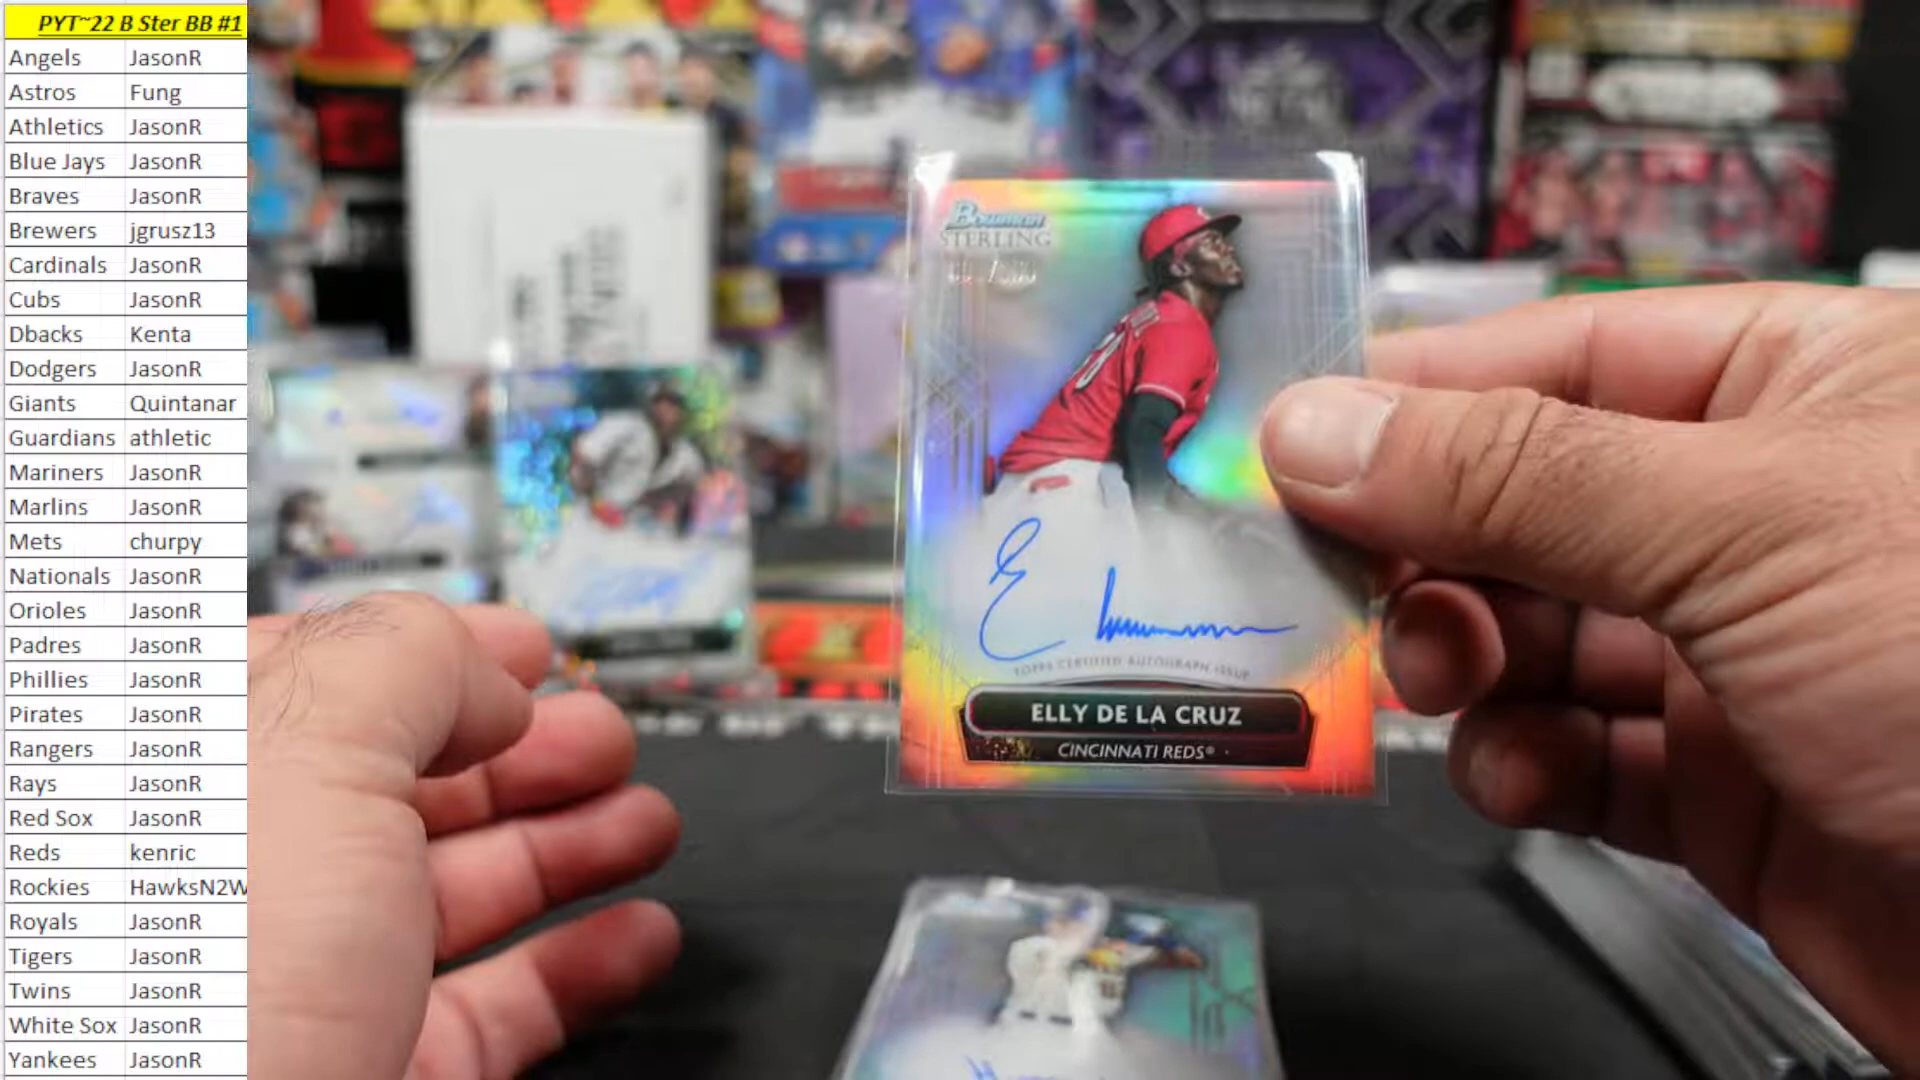 PYT~22 B Ster BB #1
Angels JasonR
Astros Fung
Athletics JasonR
Blue Jays JasonR
Braves JasonR
Brewers jgrusz13
Cardinals JasonR
Cubs JasonR
Dbacks Kenta
Dodgers JasonR
Giants Quintanar
Guardians athletic
Mariners JasonR
Marlins JasonR
Mets churpy
Nationals JasonR
Orioles JasonR
Padres JasonR
Phillies JasonR
Pirates JasonR
Rangers JasonR
Rays JasonR
Red Sox JasonR
Reds kenric
Rockies HawksN2W
Royals JasonR
Tigers JasonR
Twins JasonR
White Sox JasonR
Yankees JasonR
Bowman
STERLING
TOPPS CERTIFIED AUTOGRAPH ISSUE
ELLY DE LA CRUZ
CINCINNATI REDS®